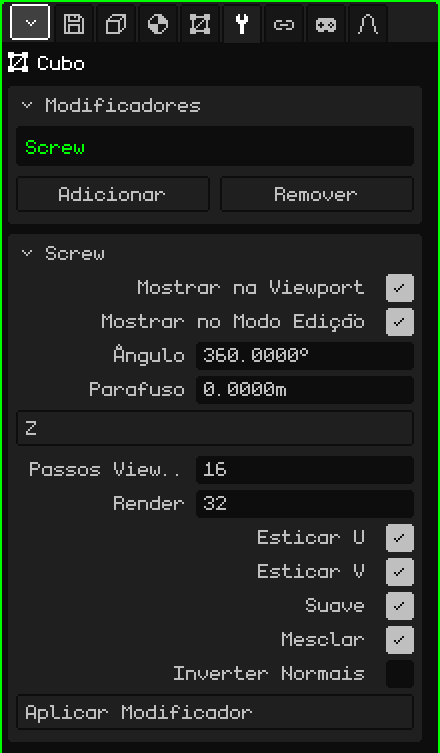 Cubo
Modificadores
Screw
Adicionar Remover
Screw
Mostrar na Viewport
Mostrar no Modo Edição
Ângulo 360.0000º
Parafuso 0.0000m
Z
Passos View.. 16
Render 32
Esticar U
Esticar V
Suave
Mesclar
Inverter Normais
Aplicar Modificador